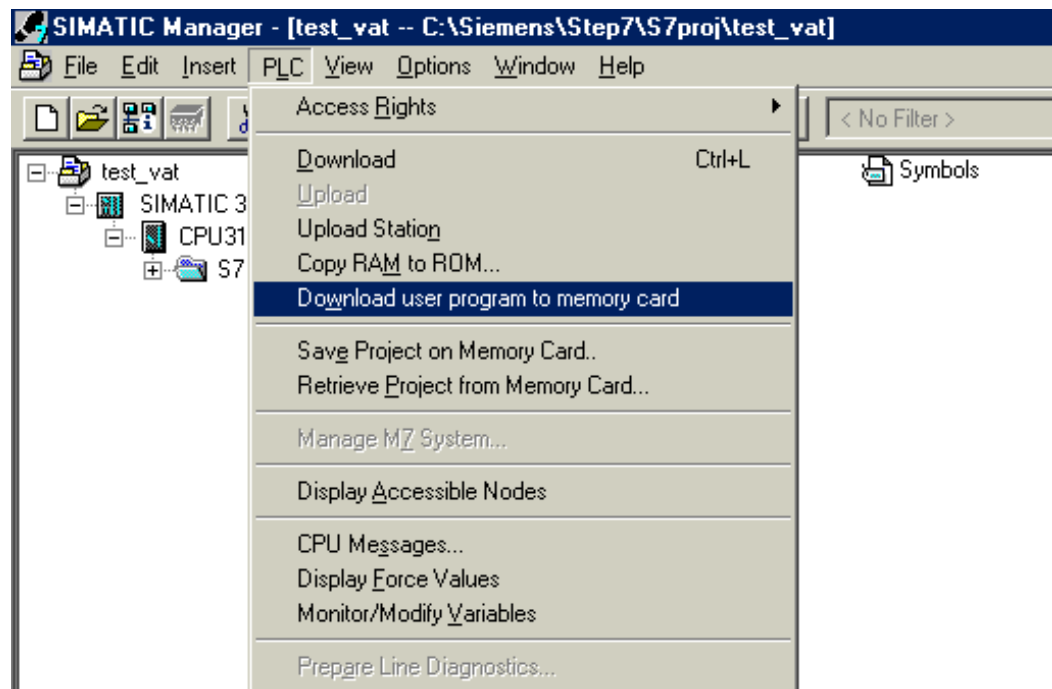 SIMATIC Manager - [test_vat -- C:\Siemens\Step7\S7proj\test_vat]
File Edit Insert PLC View Options Window Help
< No Filter >
Access Rights
Download Ctrl+L
Upload
Upload Station
Copy RAM to ROM...
Download user program to memory card
Save Project on Memory Card..
Retrieve Project from Memory Card...
Manage M7 System...
Display Accessible Nodes
CPU Messages...
Display Force Values
Monitor/Modify Variables
Prepare Line Diagnostics...
test_vat
SIMATIC 3
CPU31
S7
Symbols